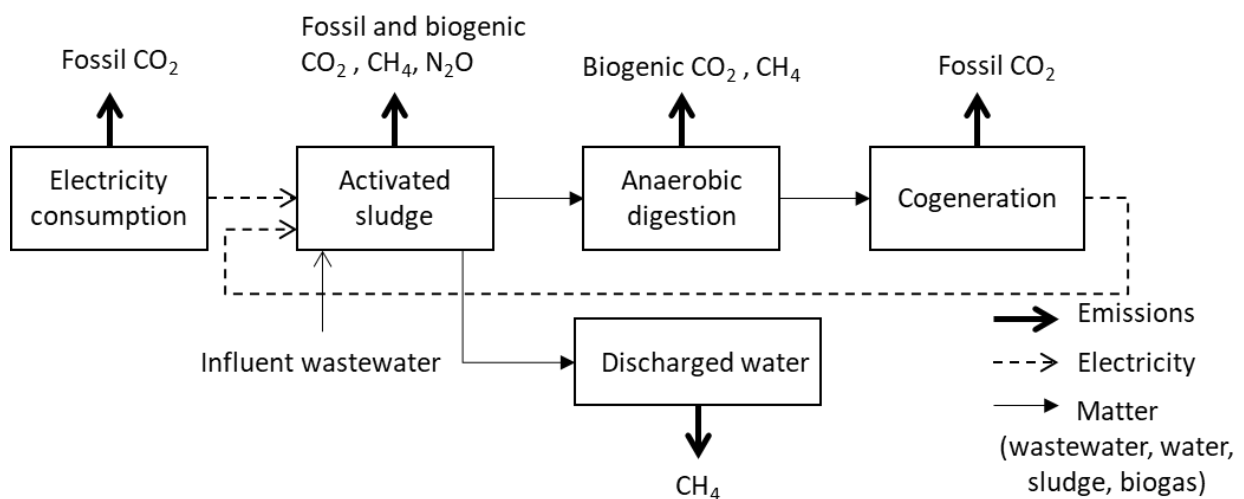 Fossil CO₂
Fossil and biogenic
CO₂ , CH₄, N₂O
Biogenic CO₂ , CH₄
Fossil CO₂
Electricity
consumption
Activated
sludge
Anaerobic
digestion
Cogeneration
Influent wastewater
Discharged water
CH₄
Emissions
Electricity
Matter
(wastewater, water,
sludge, biogas)